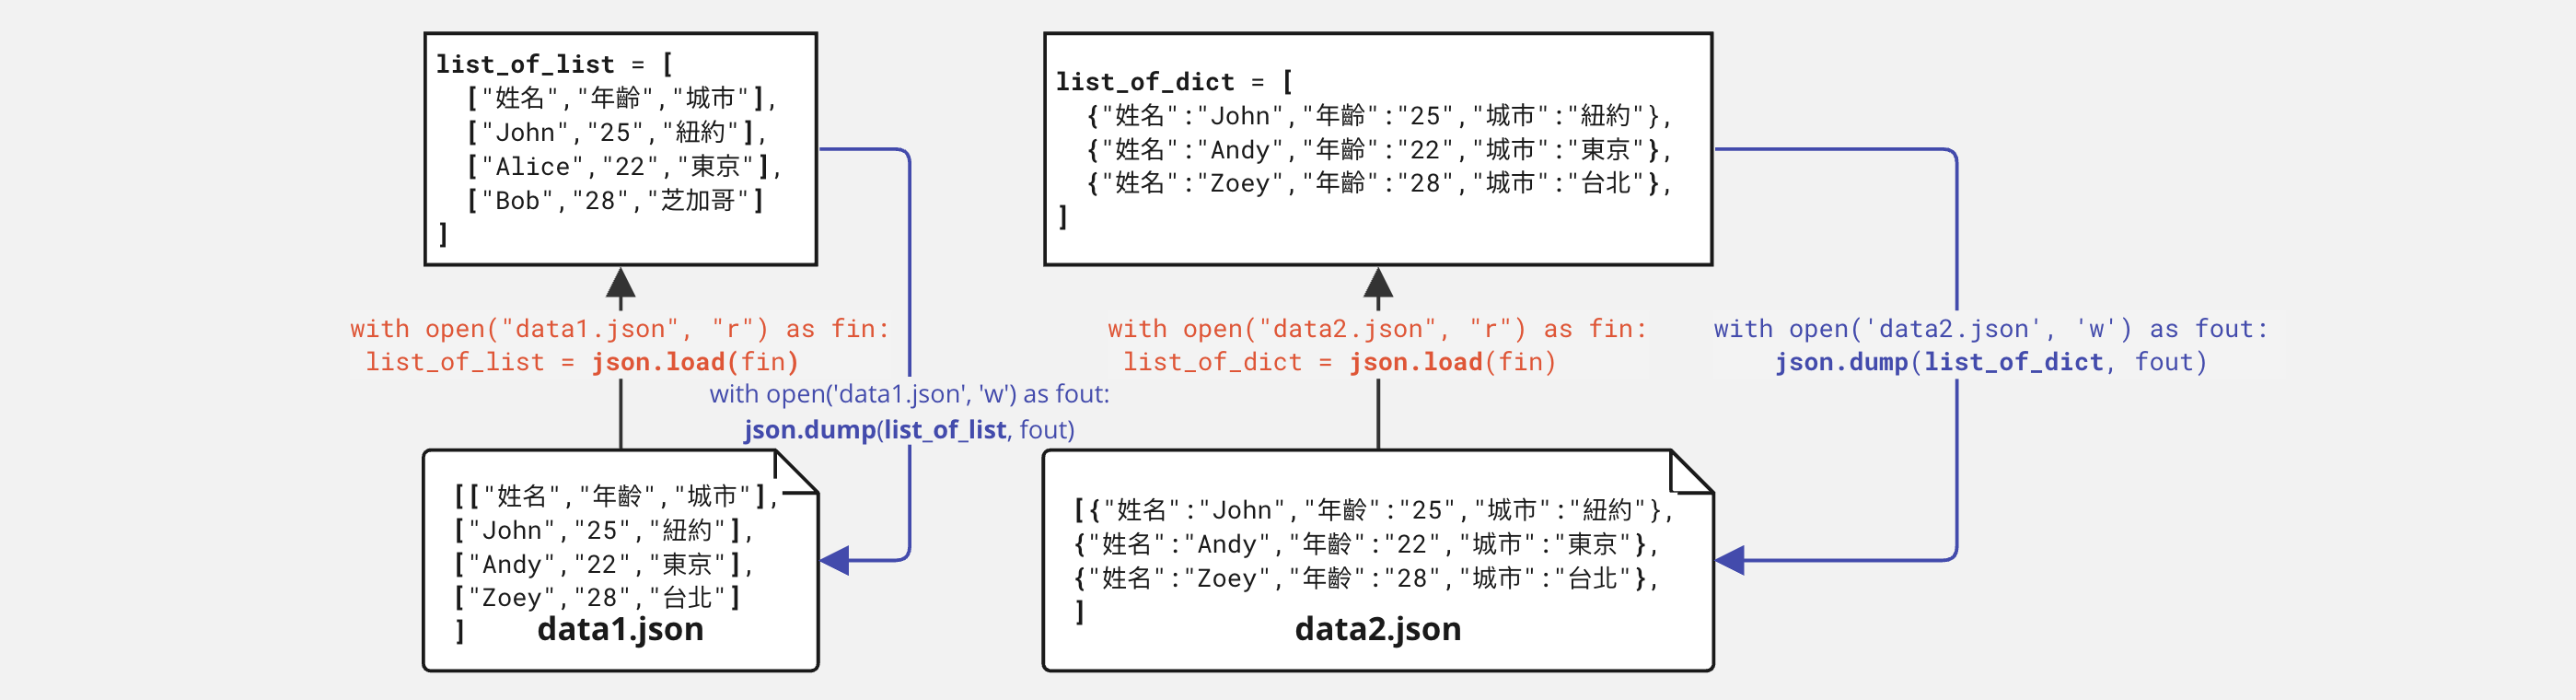 list_of_list = [
  ["姓名","年齡","城市"],
  ["John","25","紐約"],
  ["Alice","22","東京"],
  ["Bob","28","芝加哥"]
]
list_of_dict = [
  {"姓名":"John","年齡":"25","城市":"紐約"},
  {"姓名":"Andy","年齡":"22","城市":"東京"},
  {"姓名":"Zoey","年齡":"28","城市":"台北"},
]
with open("data1.json", "r") as fin:
 list_of_list = json.load(fin)
with open('data1.json', 'w') as fout:
json.dump(list_of_list, fout)
with open("data2.json", "r") as fin:
 list_of_dict = json.load(fin)
with open('data2.json', 'w') as fout:
json.dump(list_of_dict, fout)
[["姓名","年齡","城市"],
["John","25","紐約"],
["Andy","22","東京"],
["Zoey","28","台北"]
]
data1.json
[{"姓名":"John","年齡":"25","城市":"紐約"},
{"姓名":"Andy","年齡":"22","城市":"東京"},
{"姓名":"Zoey","年齡":"28","城市":"台北"},
]
data2.json